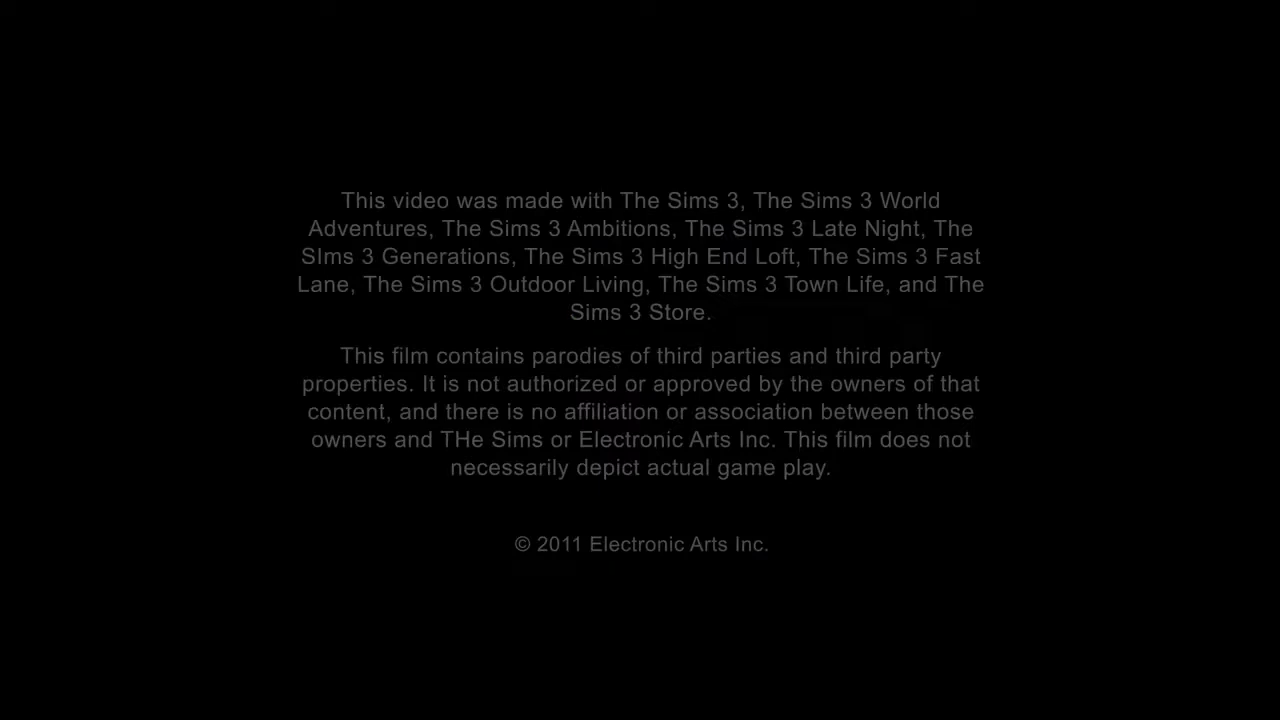 This video was made with The Sims 3, The Sims 3 World
Adventures, The Sims 3 Ambitions, The Sims 3 Late Night, The
SIms 3 Generations, The Sims 3 High End Loft, The Sims 3 Fast
Lane, The Sims 3 Outdoor Living, The Sims 3 Town Life, and The
Sims 3 Store.
This film contains parodies of third parties and third party
properties. It is not authorized or approved by the owners of that
content, and there is no affiliation or association between those
owners and THe Sims or Electronic Arts Inc. This film does not
necessarily depict actual game play.
© 2011 Electronic Arts Inc.